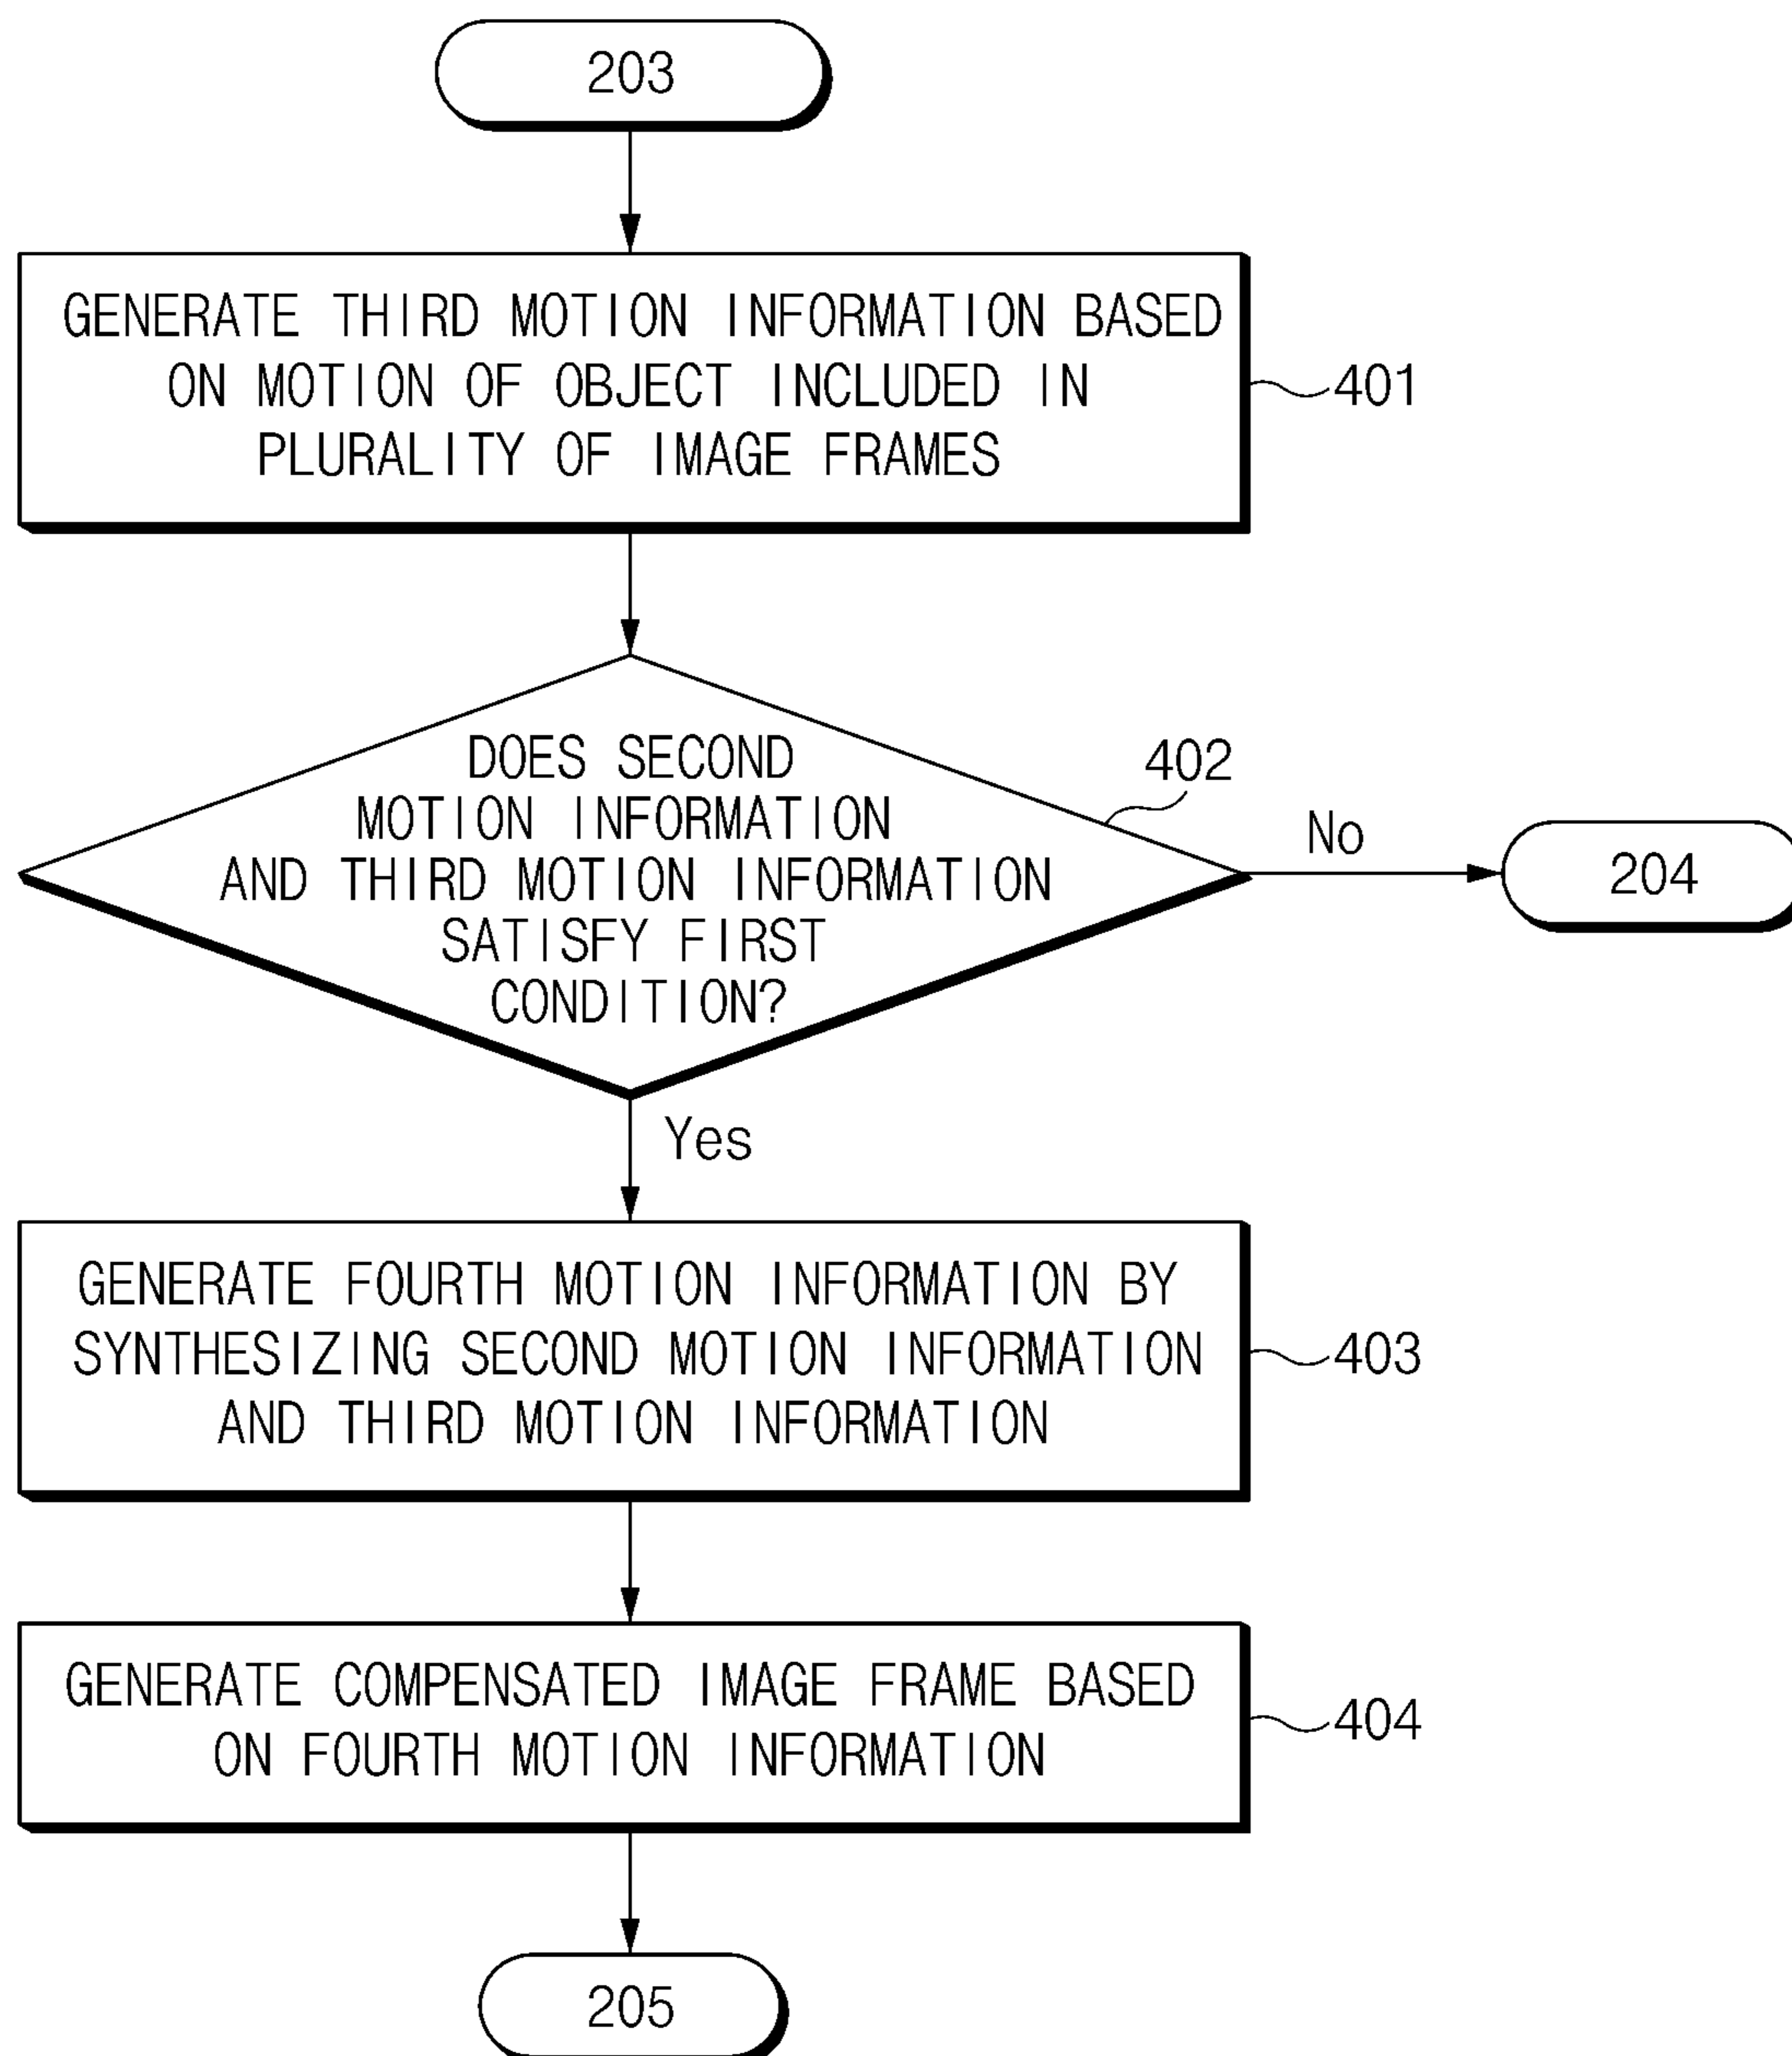 203
GENERATE THIRD MOTION INFORMATION BASED
ON MOTION OF OBJECT INCLUDED IN
PLURALITY OF IMAGE FRAMES
401
DOES SECOND
MOTION INFORMATION
AND THIRD MOTION INFORMATION
SATISFY FIRST
CONDITION?
402
No
204
Yes
GENERATE FOURTH MOTION INFORMATION BY
SYNTHESIZING SECOND MOTION INFORMATION
AND THIRD MOTION INFORMATION
403
GENERATE COMPENSATED IMAGE FRAME BASED
ON FOURTH MOTION INFORMATION
404
205